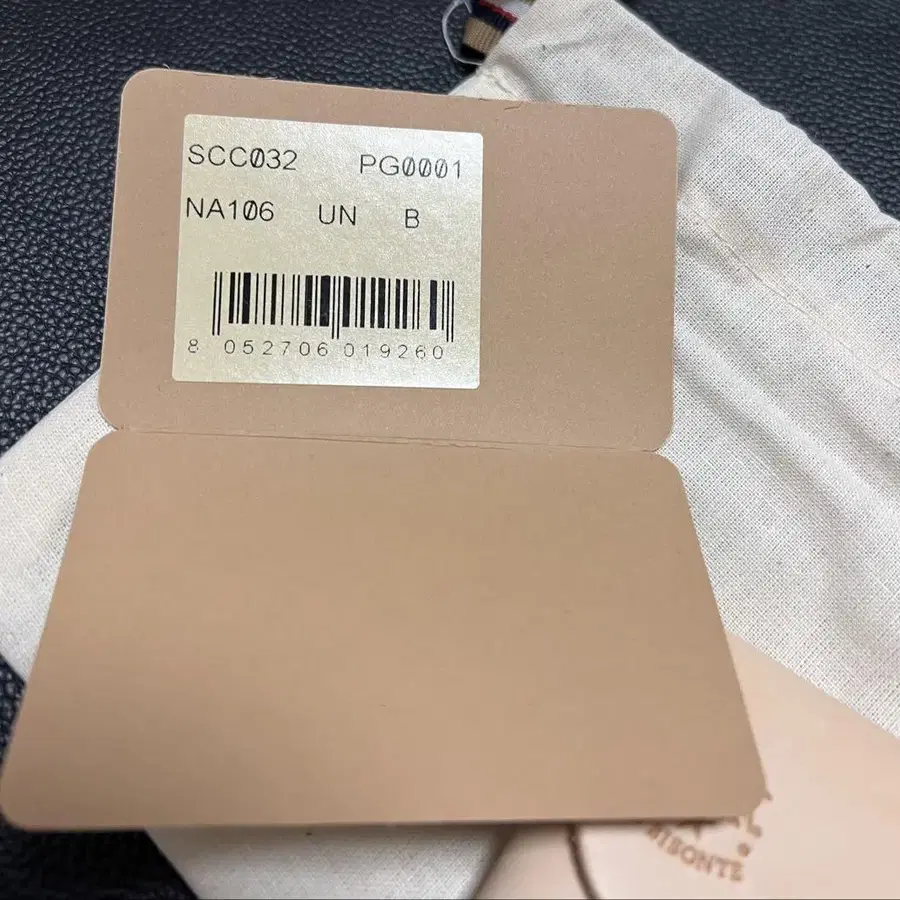 SCC032 PG0001
NA106 UN B
8 052706 019260
BISONTE